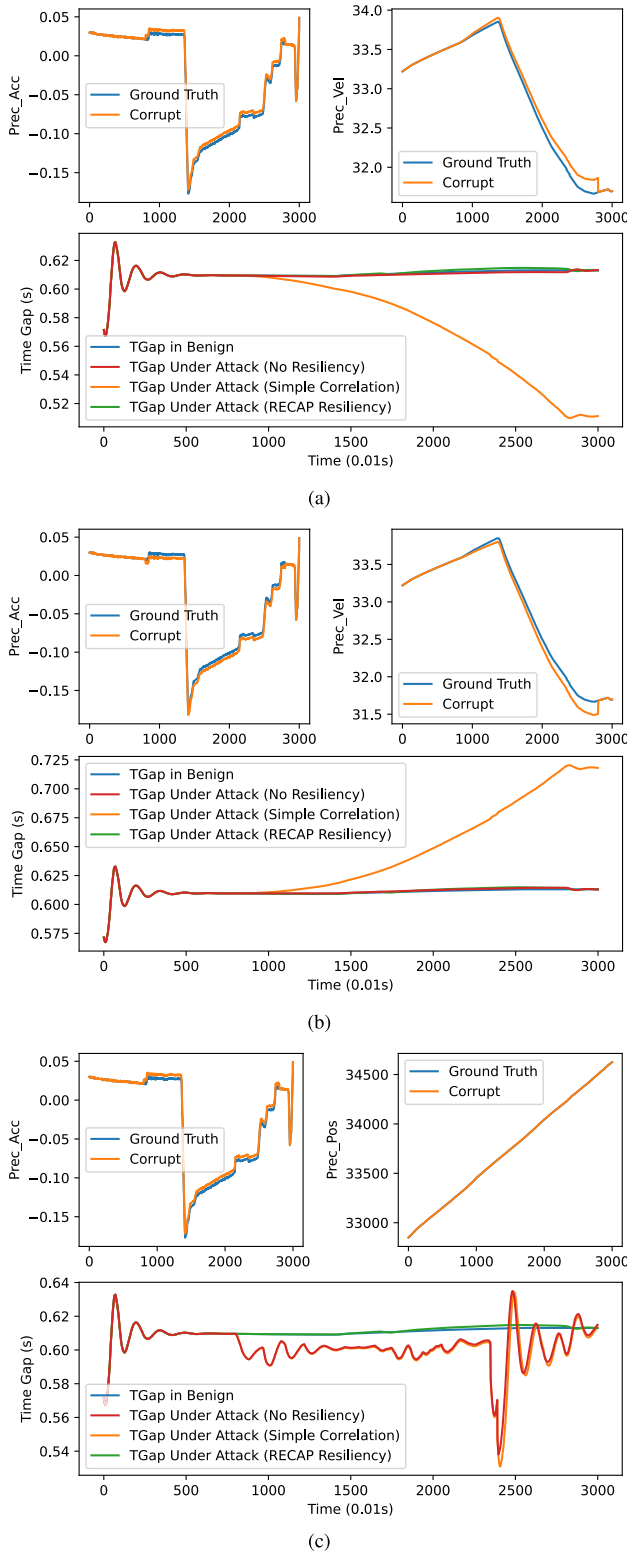 0.05
0.00
−0.05
−0.10
−0.15
Prec_Acc
Ground Truth
Corrupt
0 1000 2000 3000
34.0
33.5
33.0
32.5
32.0
Prec_Vel
Ground Truth
Corrupt
0 1000 2000 3000
0.62
0.60
0.58
0.56
0.54
0.52
Time Gap (s)
TGap in Benign
TGap Under Attack (No Resiliency)
TGap Under Attack (Simple Correlation)
TGap Under Attack (RECAP Resiliency)
0 500 1000 1500 2000 2500 3000
Time (0.01s)
(a)
0.05
0.00
−0.05
−0.10
−0.15
Prec_Acc
Ground Truth
Corrupt
0 1000 2000 3000
33.5
33.0
32.5
32.0
31.5
Prec_Vel
Ground Truth
Corrupt
0 1000 2000 3000
0.725
0.700
0.675
0.650
0.625
0.600
0.575
Time Gap (s)
TGap in Benign
TGap Under Attack (No Resiliency)
TGap Under Attack (Simple Correlation)
TGap Under Attack (RECAP Resiliency)
0 500 1000 1500 2000 2500 3000
Time (0.01s)
(b)
0.05
0.00
−0.05
−0.10
−0.15
Prec_Acc
Ground Truth
Corrupt
0 1000 2000 3000
34500
34000
33500
33000
Prec_Pos
Ground Truth
Corrupt
0 1000 2000 3000
0.64
0.62
0.60
0.58
0.56
0.54
Time Gap (s)
TGap in Benign
TGap Under Attack (No Resiliency)
TGap Under Attack (Simple Correlation)
TGap Under Attack (RECAP Resiliency)
0 500 1000 1500 2000 2500 3000
Time (0.01s)
(c)